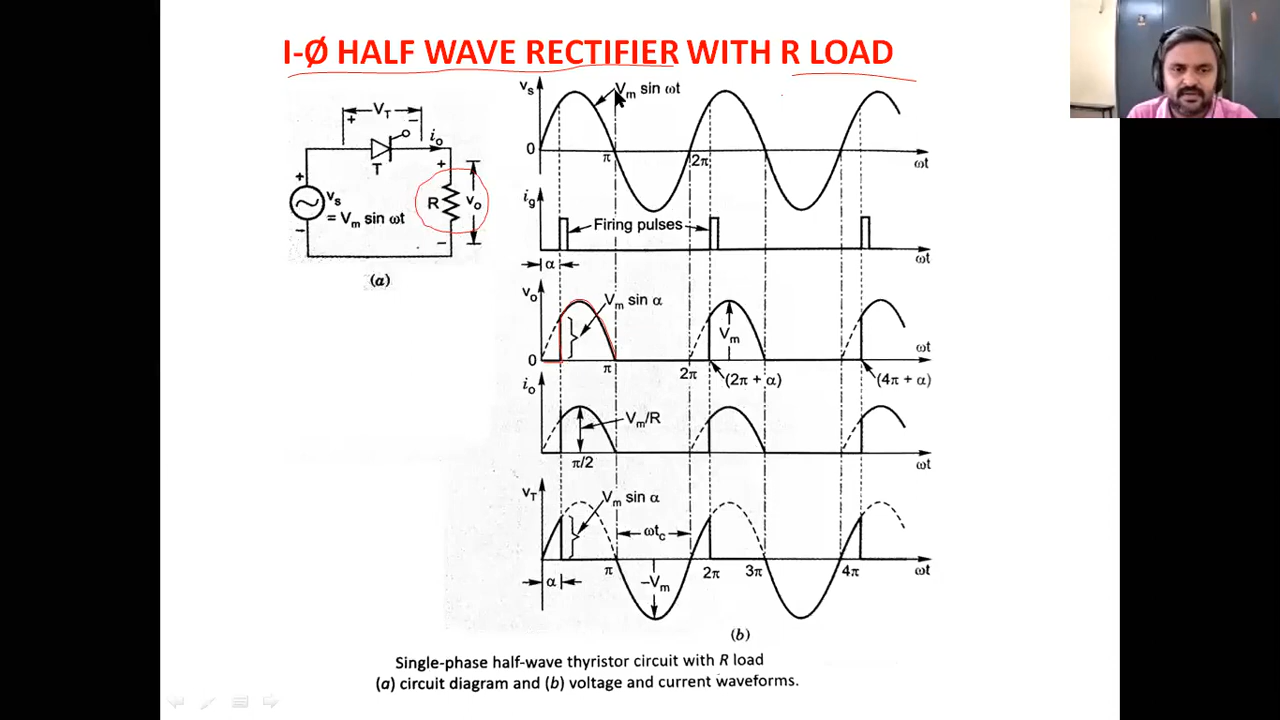 I-Ø HALF WAVE RECTIFIER WITH R LOAD
V_T
+ −
i_o
T
+
v_s
= V_m sin ωt
−
+
R
v_o
−
(a)
v_s
V_m sin ωt
0
π
2π
ωt
i_g
Firing pulses
ωt
α
v_o
V_m sin α
V_m
0
π
2π
(2π + α)
ωt
(4π + α)
i_o
V_m/R
π/2
ωt
v_T
V_m sin α
ωt_c
α
π
−V_m
2π
3π
4π
ωt
(b)
Single-phase half-wave thyristor circuit with R load
(a) circuit diagram and (b) voltage and current waveforms.